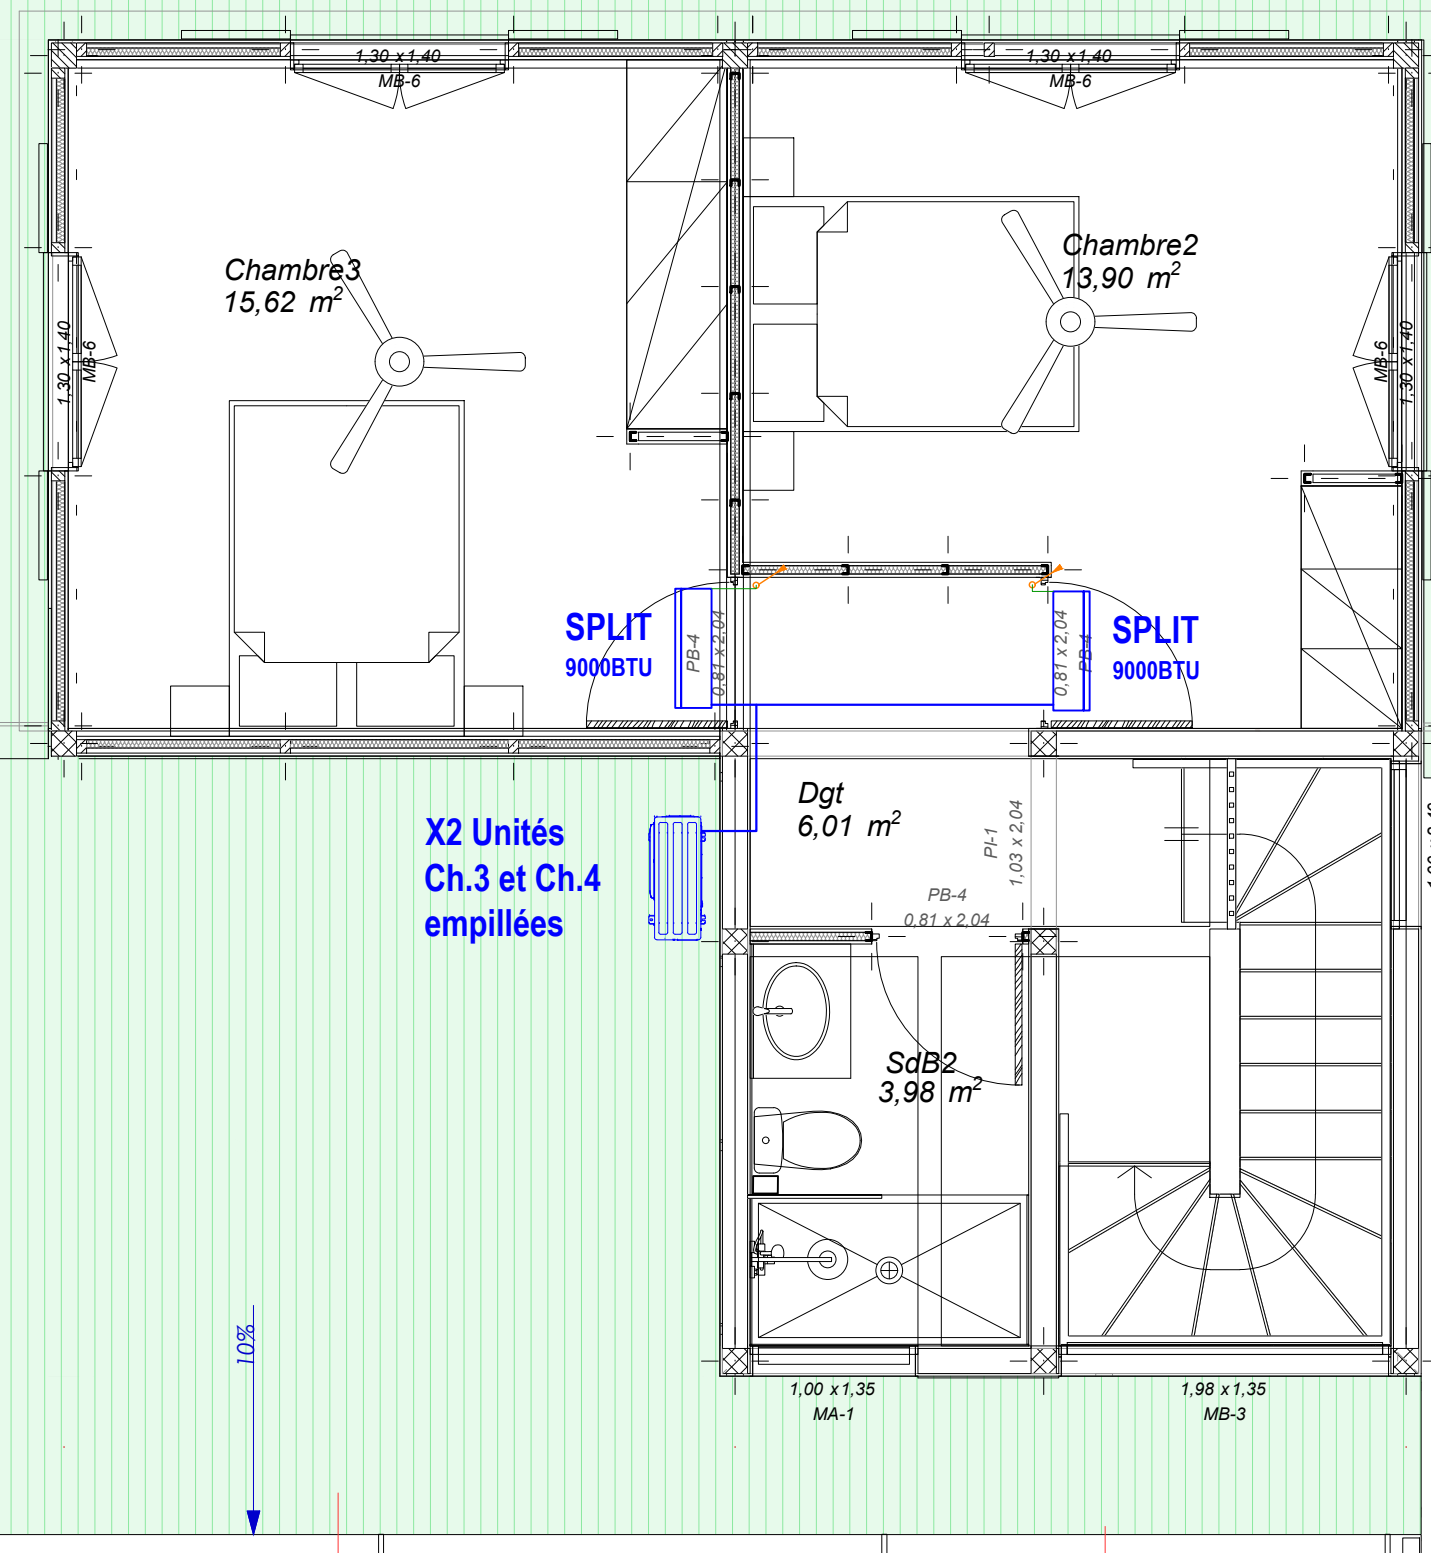 1,30 x 1,40
MB-6
1,30 x 1,40
MB-6
Chambre3
15,62 m²
Chambre2
13,90 m²
1,30 x 1,40
MB-6
MB-6
1,30 x 1,40
SPLIT
9000BTU
PB-4
0,81 x 2,04
0,81 x 2,04
PB-4
SPLIT
9000BTU
X2 Unités
Ch.3 et Ch.4
empillées
Dgt
6,01 m²
PI-1
1,03 x 2,04
PB-4
0,81 x 2,04
SdB2
3,98 m²
10%
1,00 x 1,35
MA-1
1,98 x 1,35
MB-3